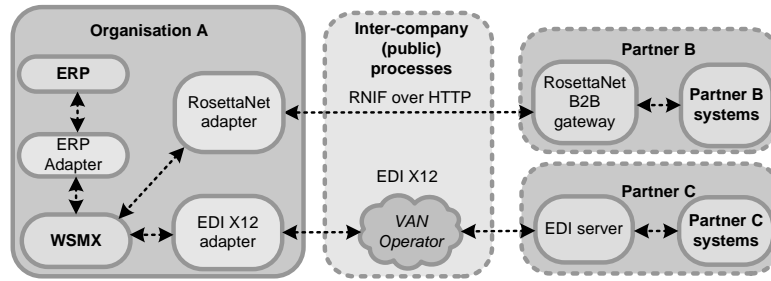 Organisation A
ERP
ERP
Adapter
WSMX
RosettaNet
adapter
EDI X12
adapter
Inter-company
(public)
processes
RNIF over HTTP
EDI X12
VAN
Operator
Partner B
RosettaNet
B2B
gateway
Partner B
systems
Partner C
EDI server
Partner C
systems